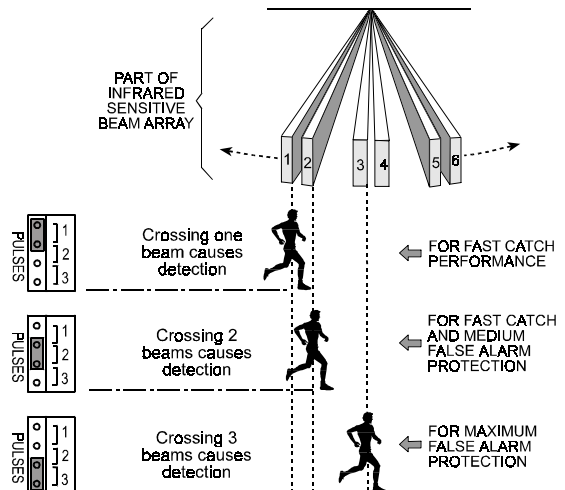 PART OF
INFRARED
SENSITIVE
BEAM ARRAY
1 2 3 4 5 6
PULSES
1
2
3
Crossing one
beam causes
detection
FOR FAST CATCH
PERFORMANCE
PULSES
1
2
3
Crossing 2
beams causes
detection
FOR FAST CATCH
AND MEDIUM
FALSE ALARM
PROTECTION
PULSES
1
2
3
Crossing 3
beams causes
detection
FOR MAXIMUM
FALSE ALARM
PROTECTION